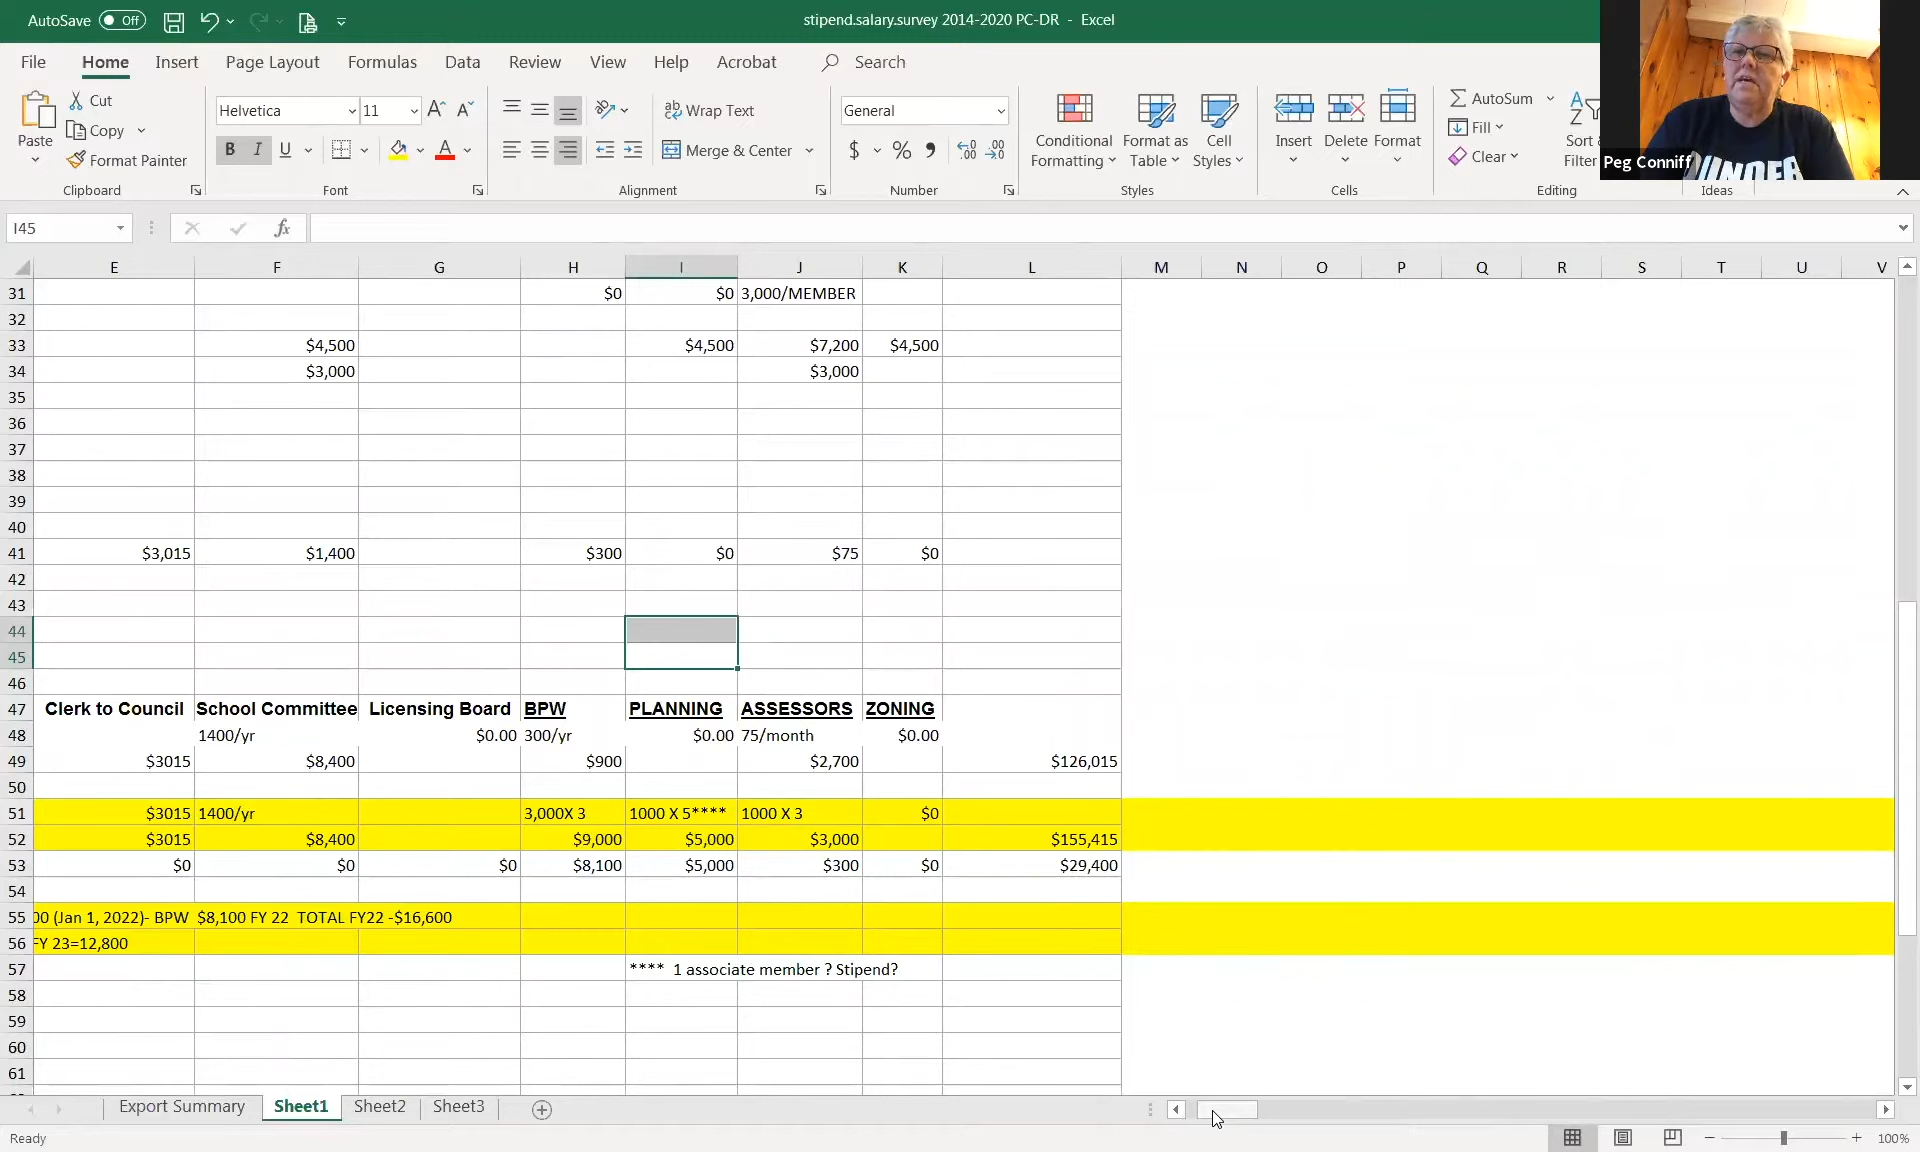 AutoSave Off stipend.salary.survey 2014-2020 PC-DR - Excel
File Home Insert Page Layout Formulas Data Review View Help Acrobat Search
Cut
Copy
Format Painter
Paste
Clipboard
Helvetica 11
B I U A
Font
Wrap Text
Merge & Center
Alignment
General
$ %
Number
Conditional Formatting
Format as Table
Cell Styles
Styles
Insert Delete Format
Cells
AutoSum
Fill
Clear
Sort &
Filter
Editing
Ideas
Peg Conniff
UNDER
I45 fx
E F G H I J K L M N O P Q R S T U V
31 $0 $0 3,000/MEMBER
32
33 $4,500 $4,500 $7,200 $4,500
34 $3,000 $3,000
35
36
37
38
39
40
41 $3,015 $1,400 $300 $0 $75 $0
42
43
44
45
46
47 Clerk to Council School Committee Licensing Board BPW PLANNING ASSESSORS ZONING
48 1400/yr $0.00 300/yr $0.00 75/month $0.00
49 $3015 $8,400 $900 $2,700 $126,015
50
51 $3015 1400/yr 3,000X 3 1000 X 5**** 1000 X 3 $0
52 $3015 $8,400 $9,000 $5,000 $3,000 $155,415
53 $0 $0 $0 $8,100 $5,000 $300 $0 $29,400
54
55 00 (Jan 1, 2022)- BPW $8,100 FY 22 TOTAL FY22 -$16,600
56 FY 23=12,800
57 **** 1 associate member ? Stipend?
58
59
60
61
Export Summary Sheet1 Sheet2 Sheet3
Ready 100%